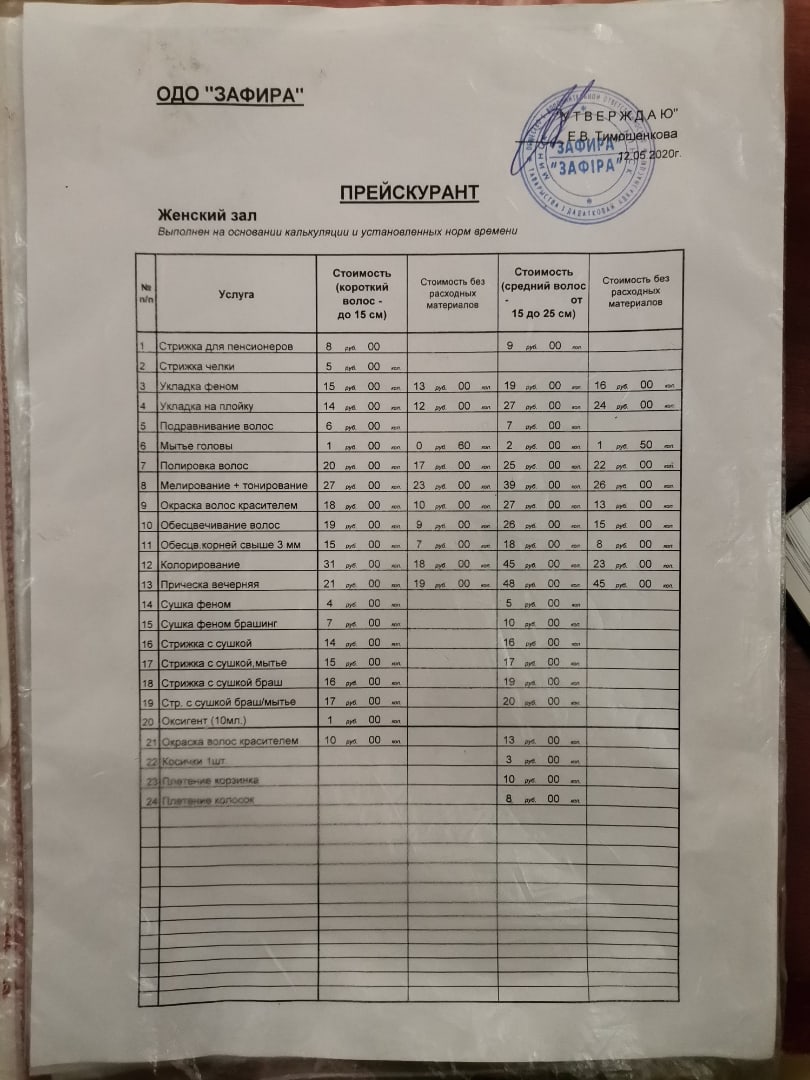 ОДО "ЗАФИРА"
"УТВЕРЖДАЮ"
Е.В. Тимошенкова
12.05.2020г.
"ЗАФИРА"
"ЗАФІРА"
ПРЕЙСКУРАНТ
Женский зал
Выполнен на основании калькуляции и установленных норм времени
№ п/п Услуга Стоимость (короткий волос - до 15 см) Стоимость без расходных материалов Стоимость (средний волос - от 15 до 25 см) Стоимость без расходных материалов
1 Стрижка для пенсионеров 8 руб. 00 9 руб. 00 коп.
2 Стрижка челки 5 руб. 00 коп.
3 Укладка феном 15 руб. 00 коп. 13 руб. 00 коп. 19 руб. 00 коп. 16 руб. 00 коп.
4 Укладка на плойку 14 руб. 00 коп. 12 руб. 00 коп. 27 руб. 00 коп. 24 руб. 00 коп.
5 Подравнивание волос 6 руб. 00 коп. 7 руб. 00 коп.
6 Мытье головы 1 руб. 00 коп. 0 руб. 60 коп. 2 руб. 00 коп. 1 руб. 50 коп.
7 Полировка волос 20 руб. 00 коп. 17 руб. 00 коп. 25 руб. 00 коп. 22 руб. 00 коп.
8 Мелирование + тонирование 27 руб. 00 коп. 23 руб. 00 коп. 39 руб. 00 коп. 26 руб. 00 коп.
9 Окраска волос красителем 18 руб. 00 коп. 10 руб. 00 коп. 27 руб. 00 коп. 13 руб. 00 коп.
10 Обесцвечивание волос 19 руб. 00 коп. 9 руб. 00 коп. 26 руб. 00 коп. 15 руб. 00 коп.
11 Обесцв.корней свыше 3 мм 15 руб. 00 коп. 7 руб. 00 коп. 18 руб. 00 коп. 8 руб. 00 коп.
12 Колорирование 31 руб. 00 коп. 18 руб. 00 коп. 45 руб. 00 коп. 23 руб. 00 коп.
13 Прическа вечерняя 21 руб. 00 коп. 19 руб. 00 коп. 48 руб. 00 коп. 45 руб. 00 коп.
14 Сушка феном 4 руб. 00 коп. 5 руб. 00 коп.
15 Сушка феном брашинг 7 руб. 00 коп. 10 руб. 00 коп.
16 Стрижка с сушкой 14 руб. 00 коп. 16 руб. 00 коп.
17 Стрижка с сушкой,мытье 15 руб. 00 коп. 17 руб. 00 коп.
18 Стрижка с сушкой браш 16 руб. 00 коп. 19 руб. 00 коп.
19 Стр. с сушкой браш/мытье 17 руб. 00 коп. 20 руб. 00 коп.
20 Оксигент (10мл.) 1 руб. 00 коп.
21 Окраска волос красителем 10 руб. 00 коп. 13 руб. 00 коп.
22 Косички 1шт. 3 руб. 00 коп.
23 Плетение корзинка 10 руб. 00 коп.
24 Плетение колосок 8 руб. 00 коп.